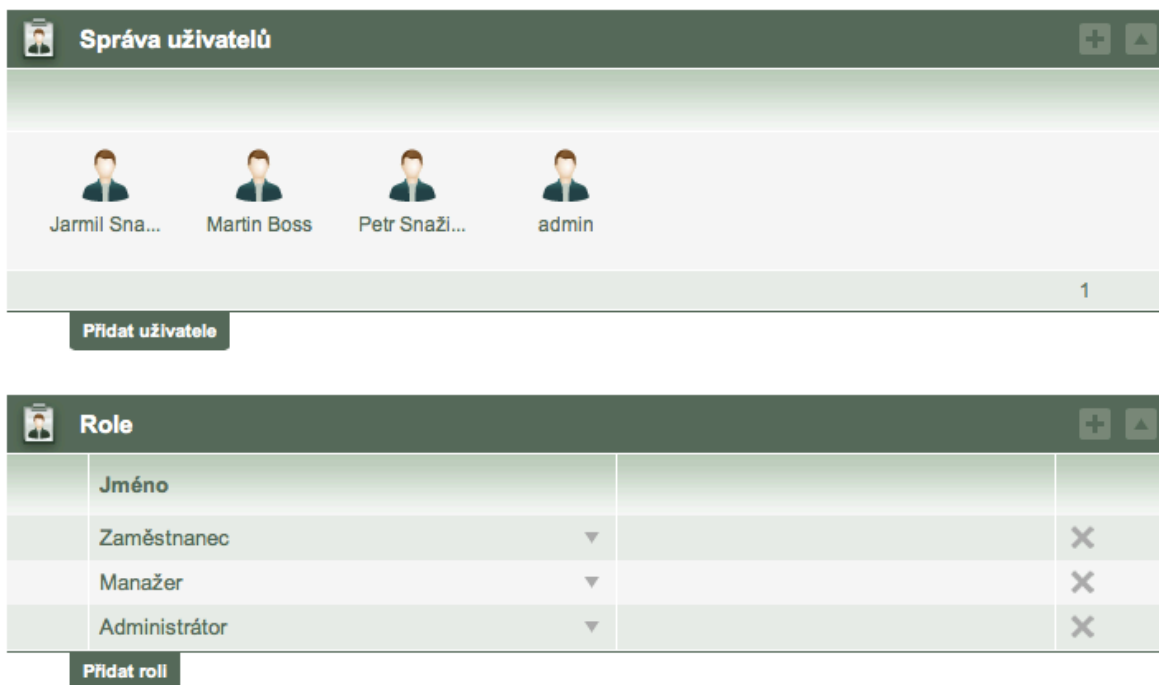 Správa uživatelů
Jarmil Sna... Martin Boss Petr Snaži... admin
1
Přidat uživatele
Role
Jméno
Zaměstnanec
Manažer
Administrátor
Přidat roli